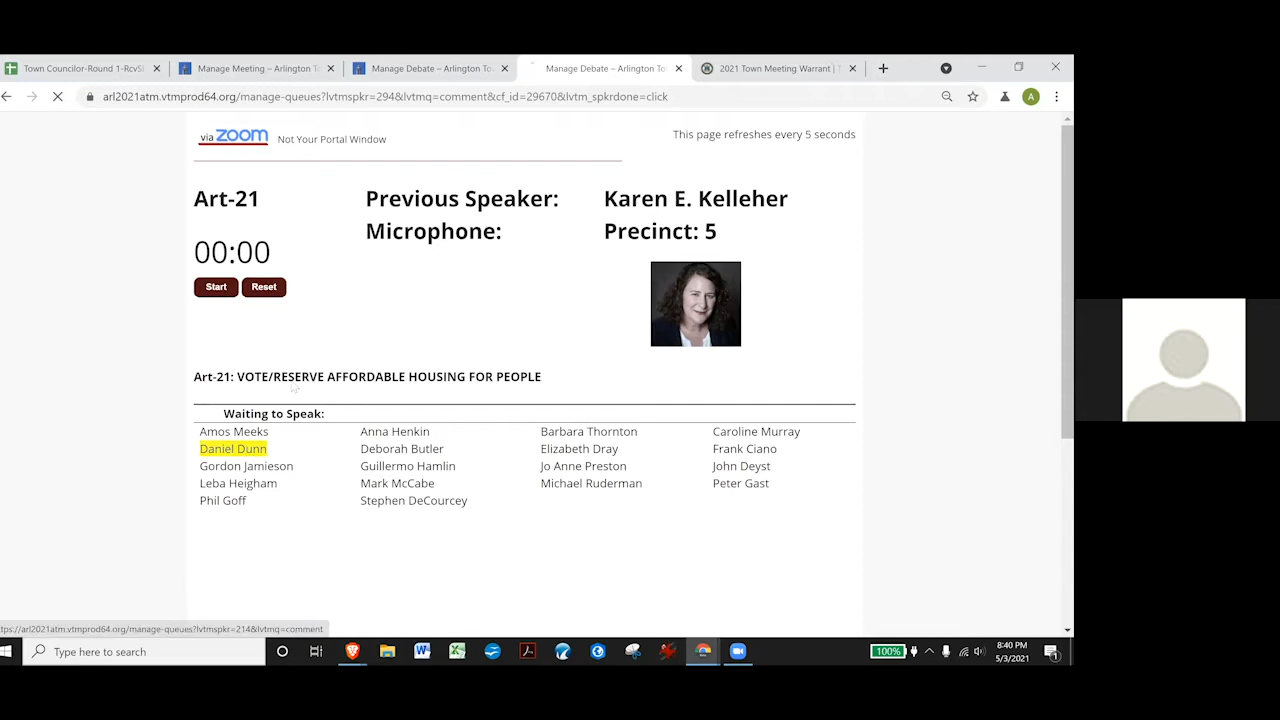 Town Councilor-Round 1-RcvS
Manage Meeting – Arlington T
Manage Debate – Arlington To
Manage Debate – Arlington To
2021 Town Meeting Warrant | T
arl2021atm.vtmprod64.org/manage-queues?lvtmspkr=294&lvtmq=comment&cf_id=29670&lvtm_spkrdone=click
A
via zoom Not Your Portal Window
This page refreshes every 5 seconds
Art-21 Previous Speaker: Karen E. Kelleher
Microphone: Precinct: 5
00:00
Start Reset
Art-21: VOTE/RESERVE AFFORDABLE HOUSING FOR PEOPLE
Waiting to Speak:
Amos Meeks Anna Henkin Barbara Thornton Caroline Murray
Daniel Dunn Deborah Butler Elizabeth Dray Frank Ciano
Gordon Jamieson Guillermo Hamlin Jo Anne Preston John Deyst
Leba Heigham Mark McCabe Michael Ruderman Peter Gast
Phil Goff Stephen DeCourcey
ttps://arl2021atm.vtmprod64.org/manage-queues?lvtmspkr=214&lvtmq=comment
Type here to search
100%
8:40 PM
5/3/2021